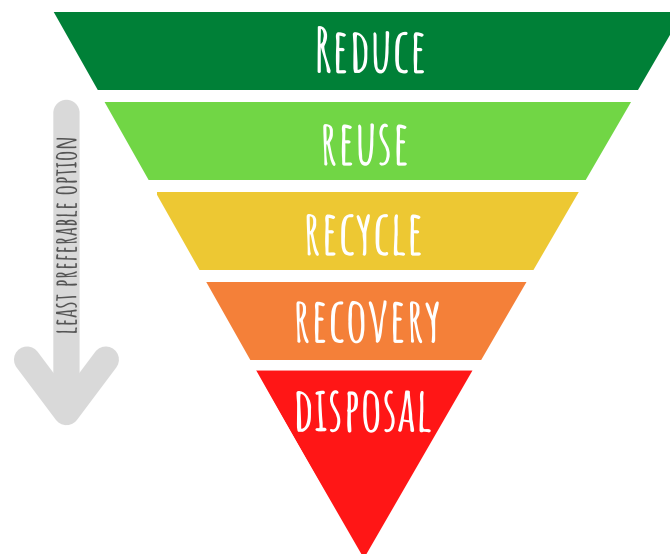 REDUCE
REUSE
RECYCLE
RECOVERY
DISPOSAL
LEAST PREFERABLE OPTION